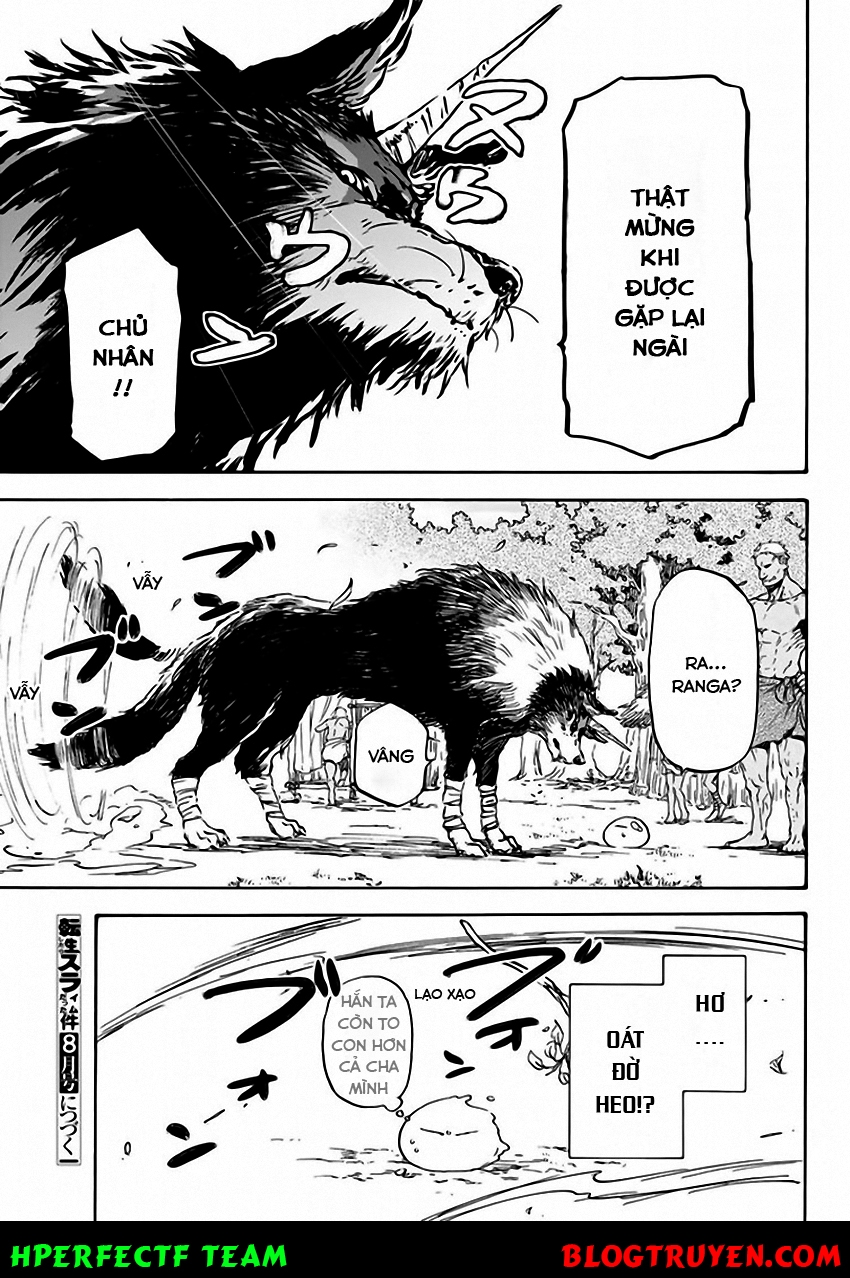 THẬT
MỪNG
KHI
ĐƯỢC
GẶP LẠI
NGÀI
CHỦ
NHÂN
!!
RA...
RANGA?
VẪY
VẪY
VÂNG
HƠ
....
OÁT
ĐỜ
HEO!?
LẠO XẠO
HẮN TA
CÒN TO
CON HƠN
CẢ CHA
MÌNH
転生スライム件【8月号】につづく
HPERFECTF TEAM
BLOGTRUYEN.COM